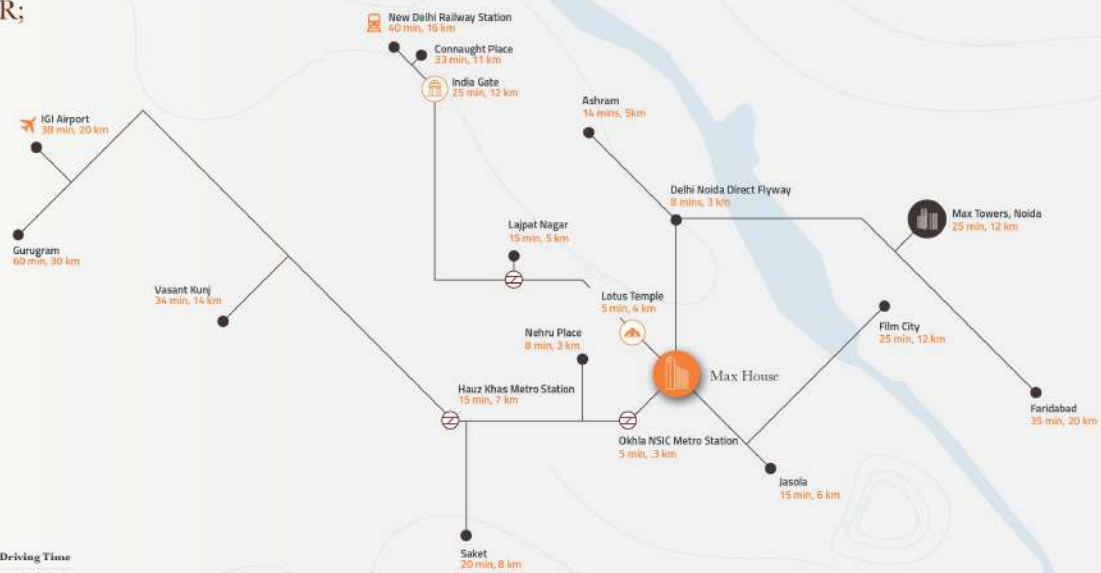 R;
New Delhi Railway Station
40 min, 16 km
Connaught Place
33 min, 11 km
India Gate
25 min, 12 km
Ashram
14 mins, 5km
IGI Airport
38 min, 20 km
Delhi Noida Direct Flyway
8 mins, 3 km
Max Towers, Noida
25 min, 12 km
Lajpat Nagar
15 min, 5 km
Gurugram
60 min, 30 km
Vasant Kunj
34 min, 14 km
Lotus Temple
5 min, 4 km
Film City
25 min, 12 km
Nehru Place
8 min, 3 km
Max House
Hauz Khas Metro Station
15 min, 7 km
Faridabad
35 min, 20 km
Okhla NSIC Metro Station
5 min, .3 km
Jasola
15 min, 6 km
Saket
20 min, 8 km
Driving Time